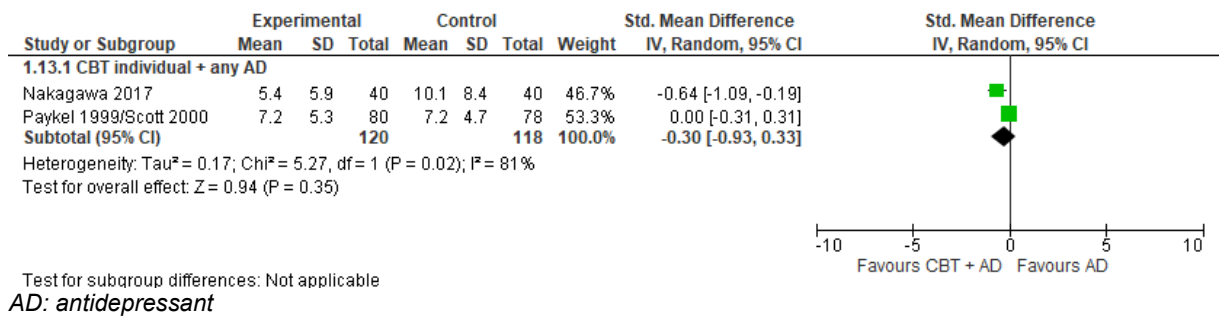 Experimental Control Std. Mean Difference Std. Mean Difference
Study or Subgroup Mean SD Total Mean SD Total Weight IV, Random, 95% CI IV, Random, 95% CI
1.13.1 CBT individual + any AD
Nakagawa 2017 5.4 5.9 40 10.1 8.4 40 46.7% -0.64 [-1.09, -0.19]
Paykel 1999/Scott 2000 7.2 5.3 80 7.2 4.7 78 53.3% 0.00 [-0.31, 0.31]
Subtotal (95% CI) 120 118 100.0% -0.30 [-0.93, 0.33]
Heterogeneity: Tau² = 0.17; Chi² = 5.27, df = 1 (P = 0.02); I² = 81%
Test for overall effect: Z = 0.94 (P = 0.35)
-10 -5 0 5 10
Favours CBT + AD Favours AD
Test for subgroup differences: Not applicable
AD: antidepressant